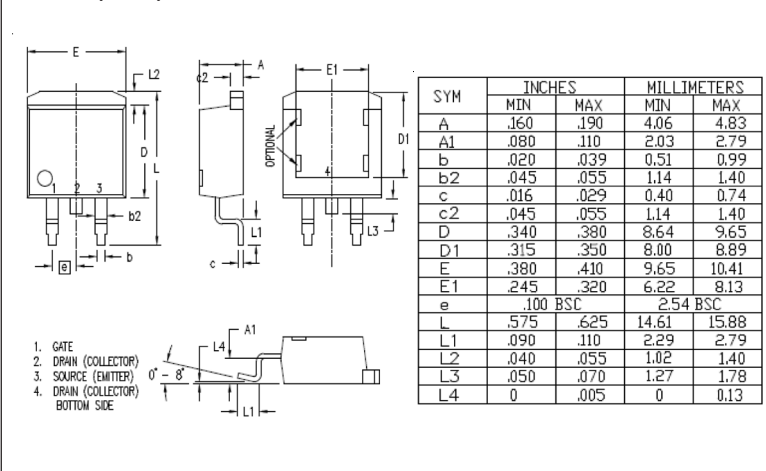 E
L2
D
L
1 2 3
b2
e
b
A
c2
L1
c
E1
OPTIONAL
4
D1
L3
A1
L4
0° - 8°
L1
1. GATE
2. DRAIN (COLLECTOR)
3. SOURCE (EMITTER)
4. DRAIN (COLLECTOR)
BOTTOM SIDE
SYM INCHES MILLIMETERS
MIN MAX MIN MAX
A .160 .190 4.06 4.83
A1 .080 .110 2.03 2.79
b .020 .039 0.51 0.99
b2 .045 .055 1.14 1.40
c .016 .029 0.40 0.74
c2 .045 .055 1.14 1.40
D .340 .380 8.64 9.65
D1 .315 .350 8.00 8.89
E .380 .410 9.65 10.41
E1 .245 .320 6.22 8.13
e .100 BSC 2.54 BSC
L .575 .625 14.61 15.88
L1 .090 .110 2.29 2.79
L2 .040 .055 1.02 1.40
L3 .050 .070 1.27 1.78
L4 0 .005 0 0.13